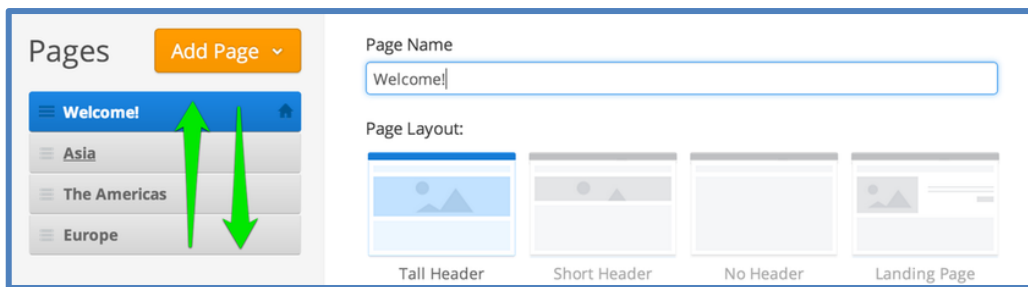 Pages
Add Page
Welcome!
Asia
The Americas
Europe
Page Name
Welcome!
Page Layout:
Tall Header
Short Header
No Header
Landing Page